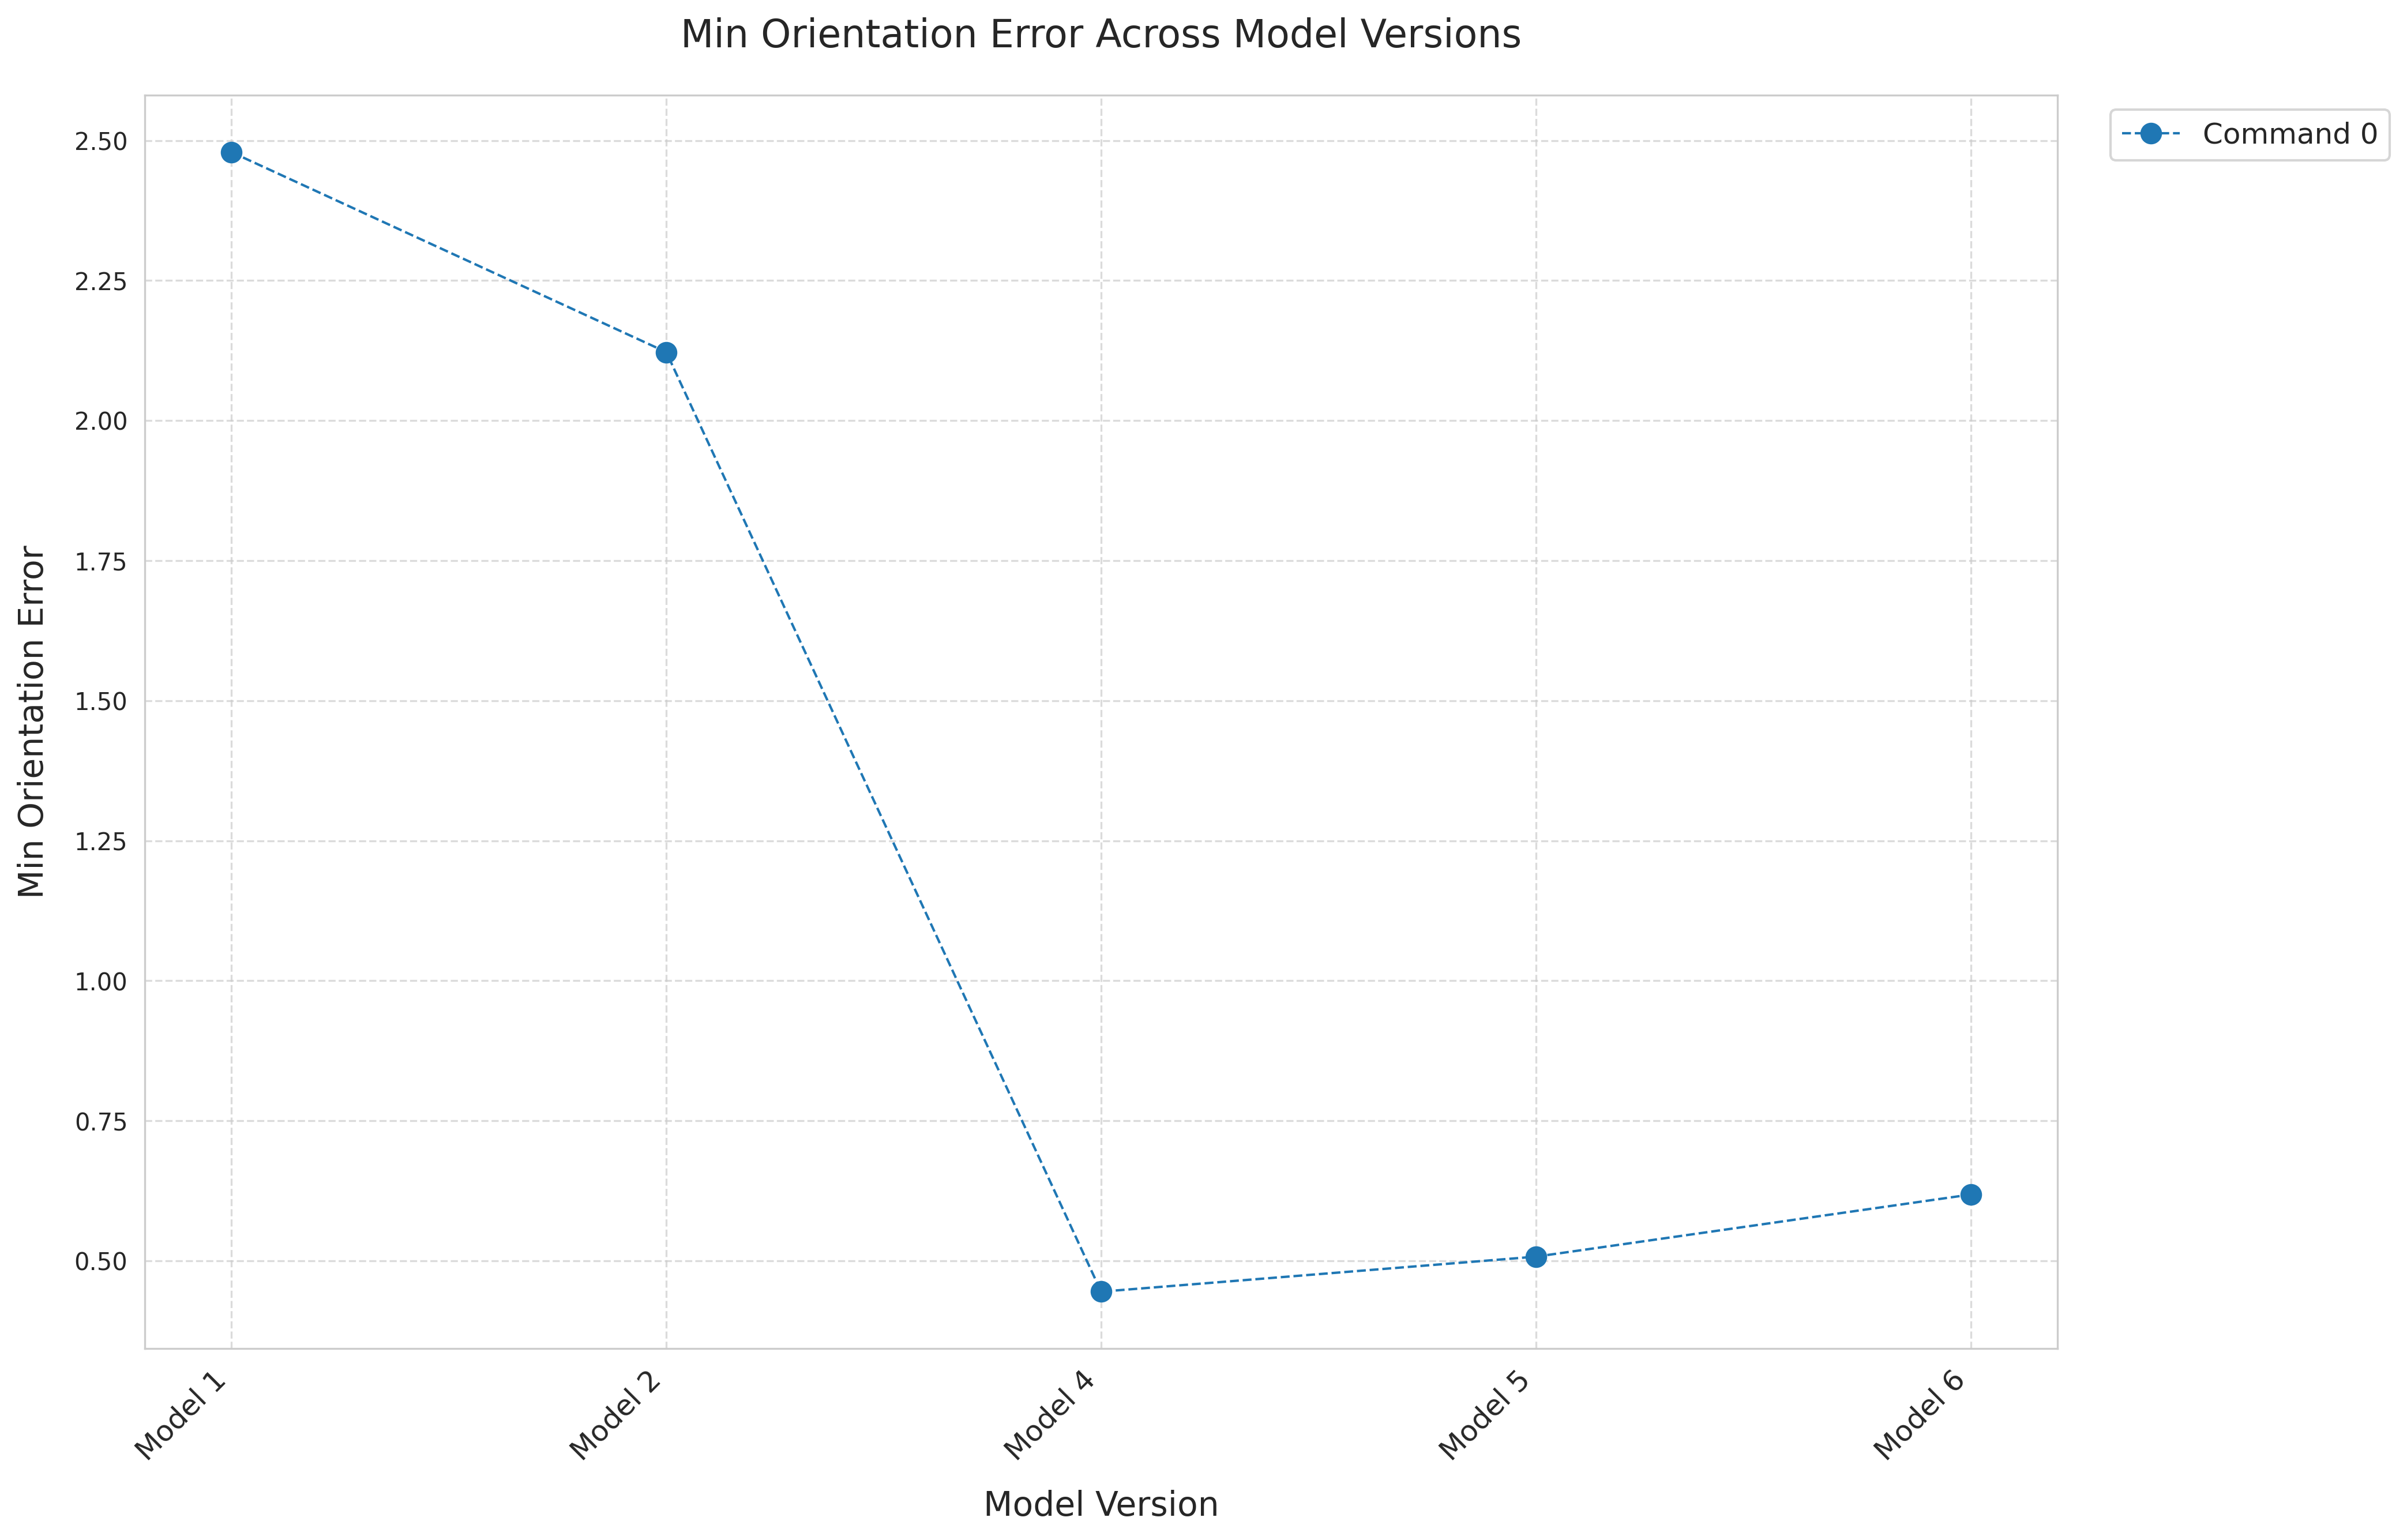 Min Orientation Error Across Model Versions
Command 0
Min Orientation Error
2.50
2.25
2.00
1.75
1.50
1.25
1.00
0.75
0.50
Model 1
Model 2
Model 4
Model 5
Model 6
Model Version